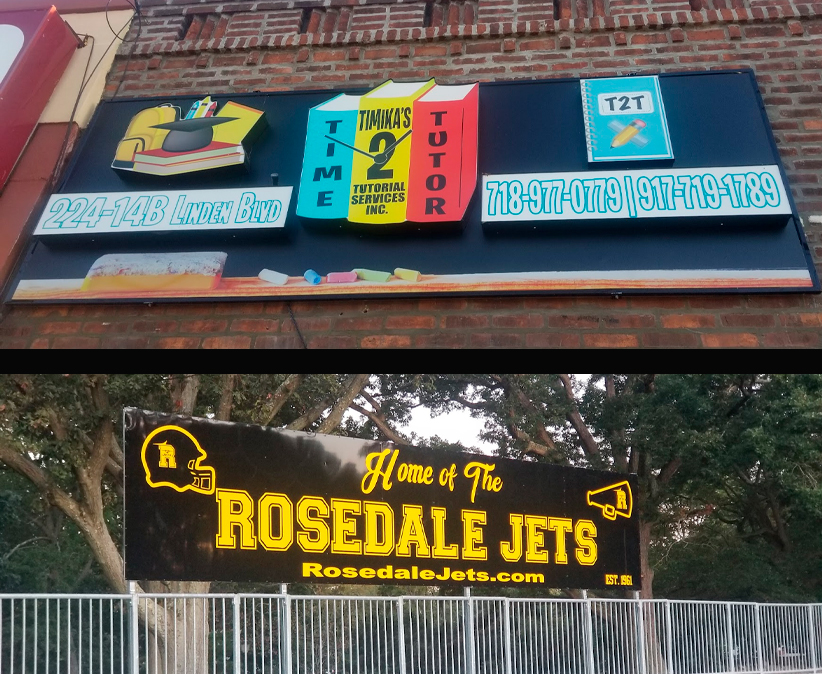 TIME
TIMIKA'S
2
TUTORIAL
SERVICES
INC.
TUTOR
T2T
224-14B LINDEN BLVD
718-977-0779 | 917-719-1789
R
Home of The
R
ROSEDALE JETS
RosedaleJets.com
EST. 1961